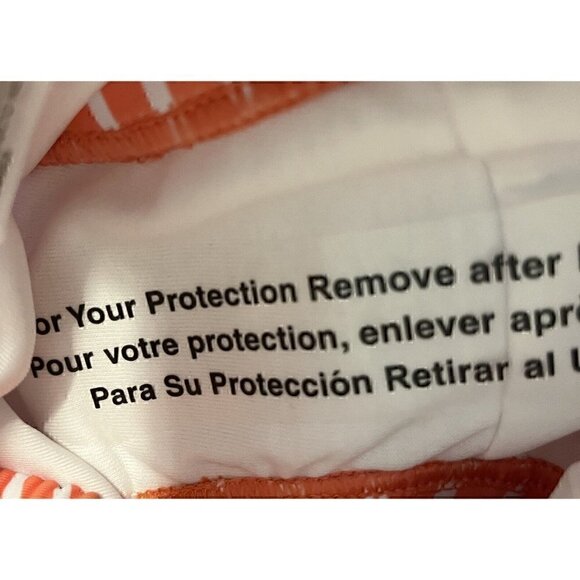 or Your Protection Remove after
Pour votre protection, enlever apr
Para Su Protección Retirar al U